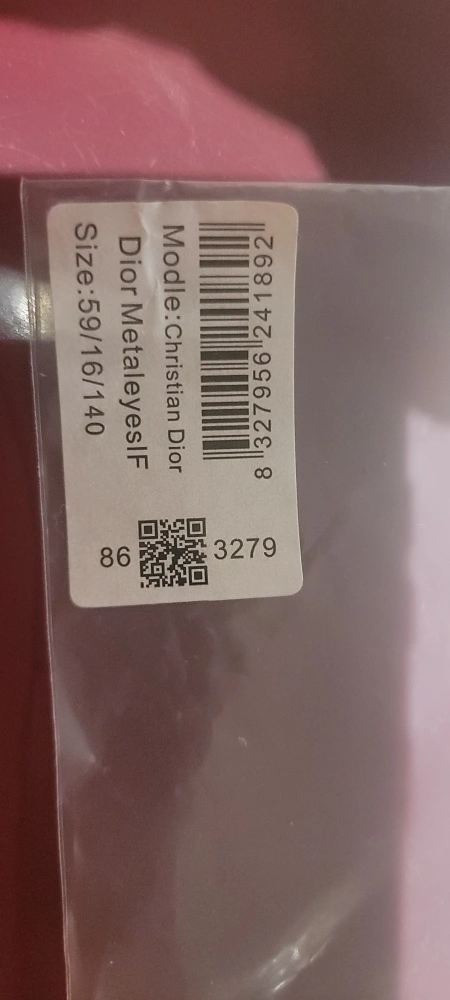 8 327956 241892
Modle:Christian Dior
Dior MetaleyesIF
Size:59/16/140
86
3279